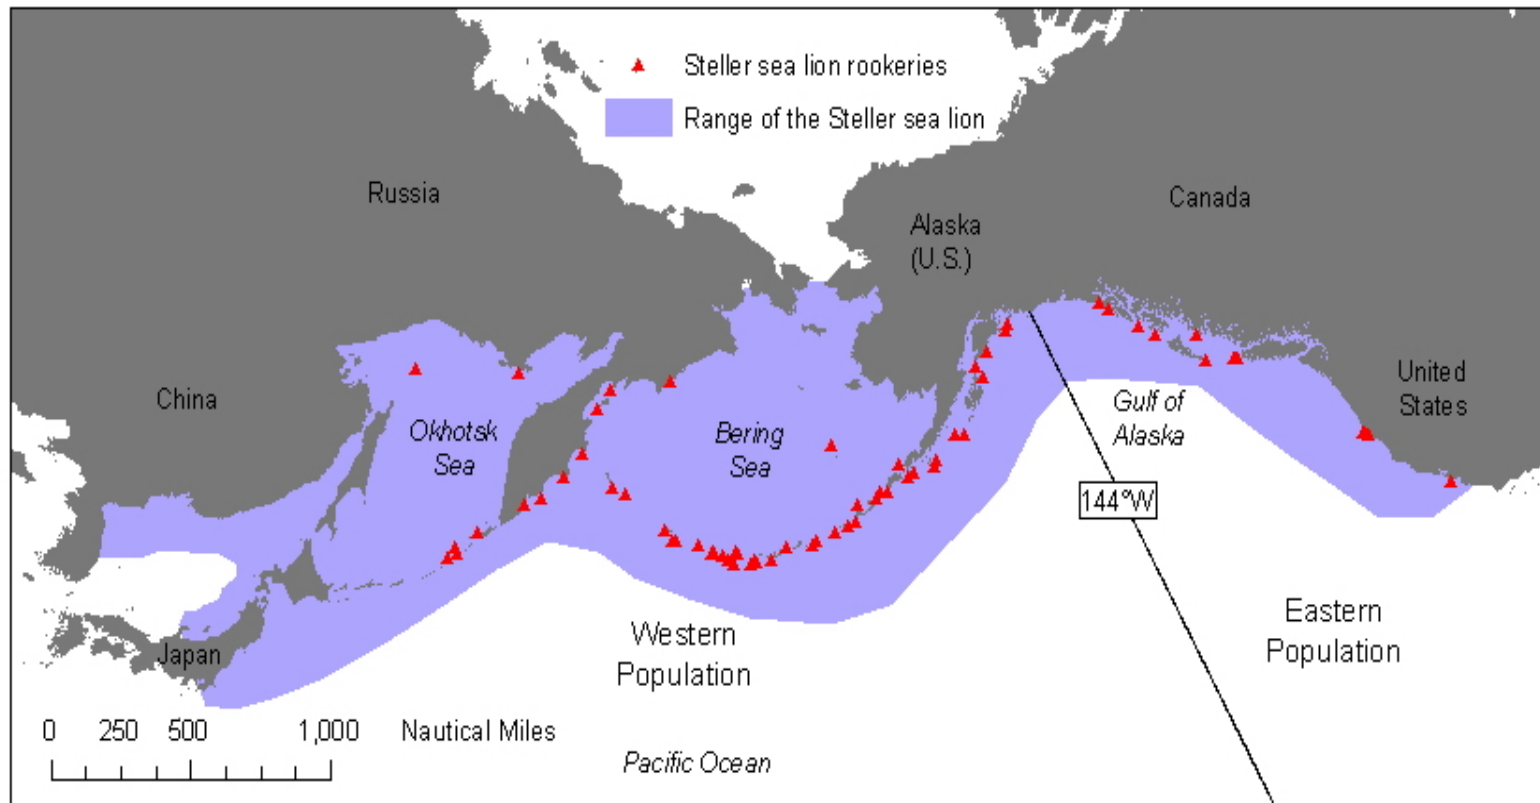 Steller sea lion rookeries
Range of the Steller sea lion
Russia
Canada
Alaska
(U.S.)
China
Okhotsk
Sea
Bering
Sea
Gulf of
Alaska
United
States
144°W
Japan
Western
Population
Eastern
Population
0 250 500 1,000 Nautical Miles
Pacific Ocean